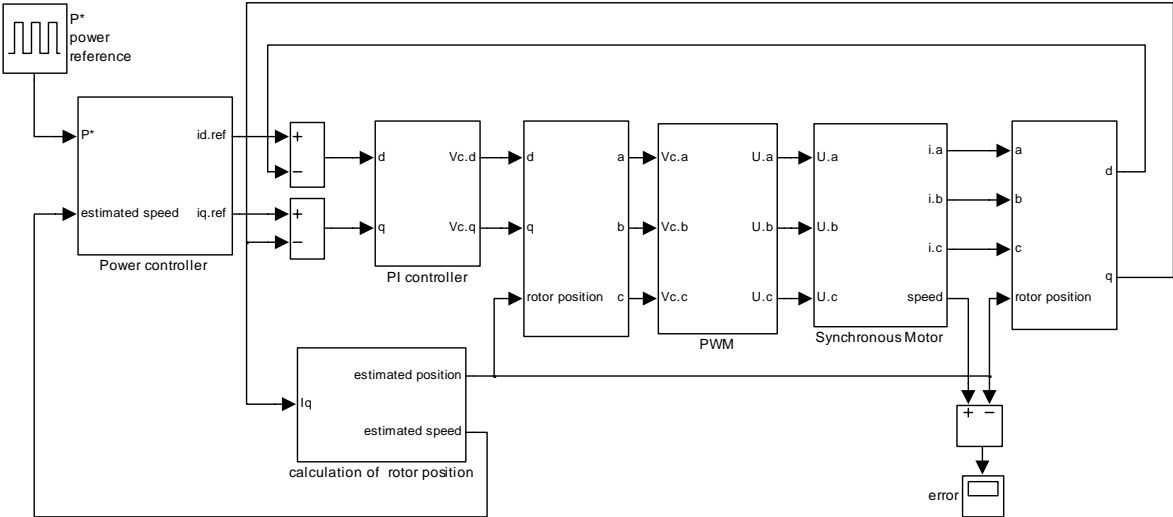 P*
power
reference
P*
id.ref
estimated speed
iq.ref
Power controller
+
−
+
−
d
Vc.d
q
Vc.q
PI controller
d
a
q
b
rotor position
c
Vc.a
U.a
Vc.b
U.b
Vc.c
U.c
PWM
U.a
i.a
U.b
i.b
i.c
U.c
speed
Synchronous Motor
a
d
b
c
q
rotor position
estimated position
Iq
estimated speed
calculation of rotor position
+ −
error